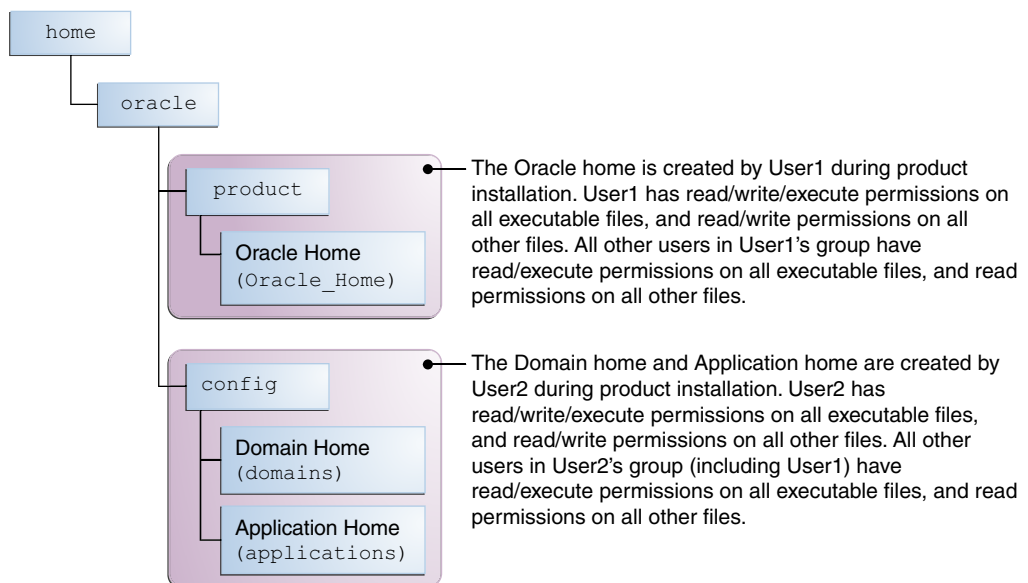 home
oracle
product
Oracle Home
(Oracle_Home)
The Oracle home is created by User1 during product
installation. User1 has read/write/execute permissions on
all executable files, and read/write permissions on all
other files. All other users in User1's group have
read/execute permissions on all executable files, and read
permissions on all other files.
config
Domain Home
(domains)
Application Home
(applications)
The Domain home and Application home are created by
User2 during product installation. User2 has
read/write/execute permissions on all executable files,
and read/write permissions on all other files. All other
users in User2's group (including User1) have
read/execute permissions on all executable files, and read
permissions on all other files.